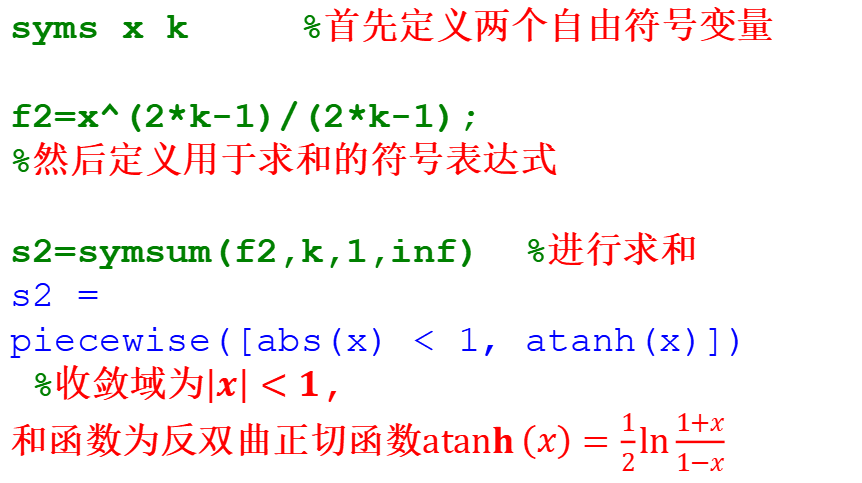 syms x k %首先定义两个自由符号变量
f2=x^(2*k-1)/(2*k-1);
%然后定义用于求和的符号表达式
s2=symsum(f2,k,1,inf) %进行求和
s2 =
piecewise([abs(x) < 1, atanh(x)])
%收敛域为|x| < 1,
和函数为反双曲正切函数atanh(x) = 1/2 ln (1+x)/(1−x)